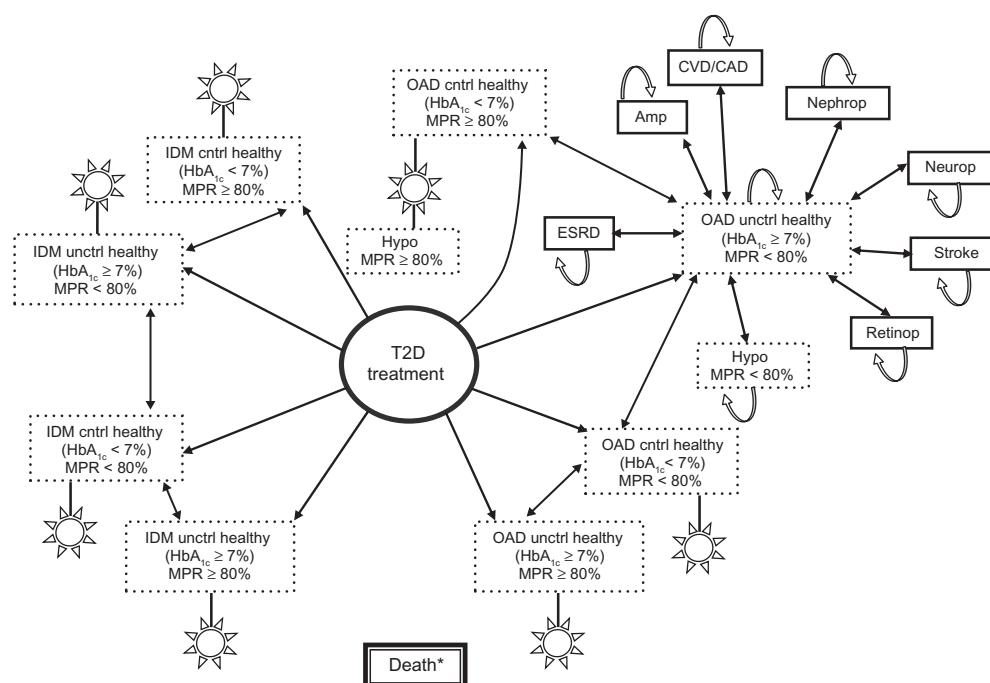 OAD cntrl healthy
(HbA1c < 7%)
MPR ≥ 80%
CVD/CAD
Amp
Nephrop
Neurop
Stroke
Retinop
ESRD
OAD unctrl healthy
(HbA1c ≥ 7%)
MPR < 80%
IDM cntrl healthy
(HbA1c < 7%)
MPR ≥ 80%
Hypo
MPR ≥ 80%
IDM unctrl healthy
(HbA1c ≥ 7%)
MPR < 80%
T2D
treatment
Hypo
MPR < 80%
IDM cntrl healthy
(HbA1c < 7%)
MPR < 80%
OAD cntrl healthy
(HbA1c < 7%)
MPR < 80%
IDM unctrl healthy
(HbA1c ≥ 7%)
MPR ≥ 80%
OAD unctrl healthy
(HbA1c ≥ 7%)
MPR ≥ 80%
Death*